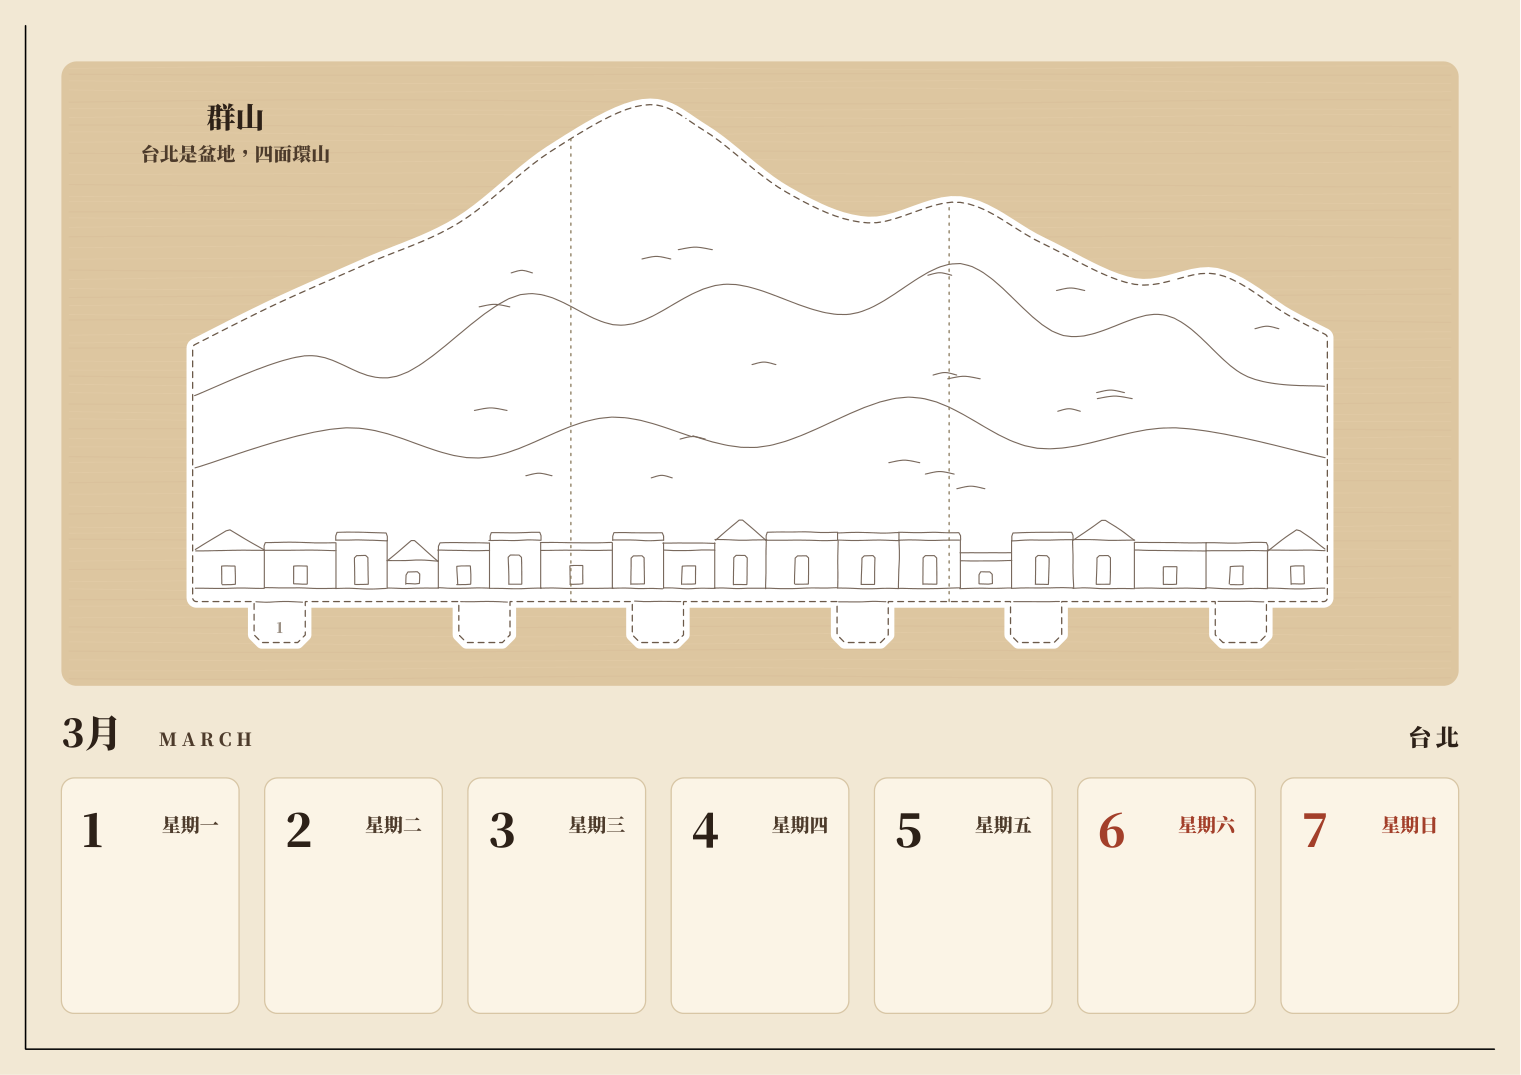 群山
台北是盆地，四面環山
1
3月 MARCH 台北
1 星期一
2 星期二
3 星期三
4 星期四
5 星期五
6 星期六
7 星期日